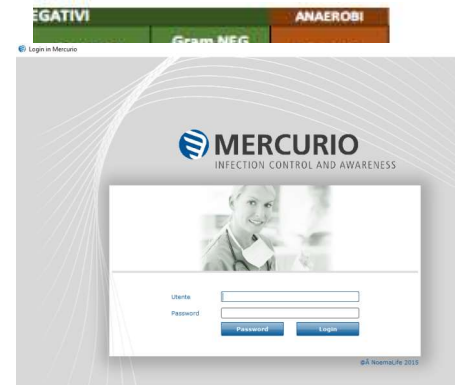 EGATIVI ANAEROBI
Gram NEG
Login in Mercurio
MERCURIO
INFECTION CONTROL AND AWARENESS
Utente
Password
Password Login
©Â NoemaLife 2015